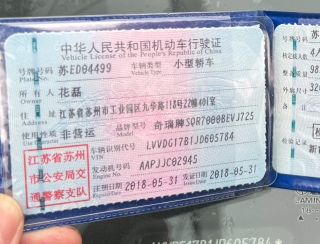 中华人民共和国机动车行驶证
Vehicle License of the People's Republic of China
号牌号码 苏ED04499 车辆类型 小型轿车
Plate No. Vehicle Type
所有人 花磊
Owner
住址 江苏省苏州市工业园区九华路118号22幢401室
Address
使用性质 非营运 品牌型号 奇瑞牌SQR7000BEVJ725
Use Character Model
江苏省苏州 车辆识别代号 LVVDG17B1JD605784
VIN
市公安局交 发动机号码 AAPJJC02945
Engine No.
通警察支队 注册日期 2018-05-31 发证日期 2018-05-31
Register Date Issue Date